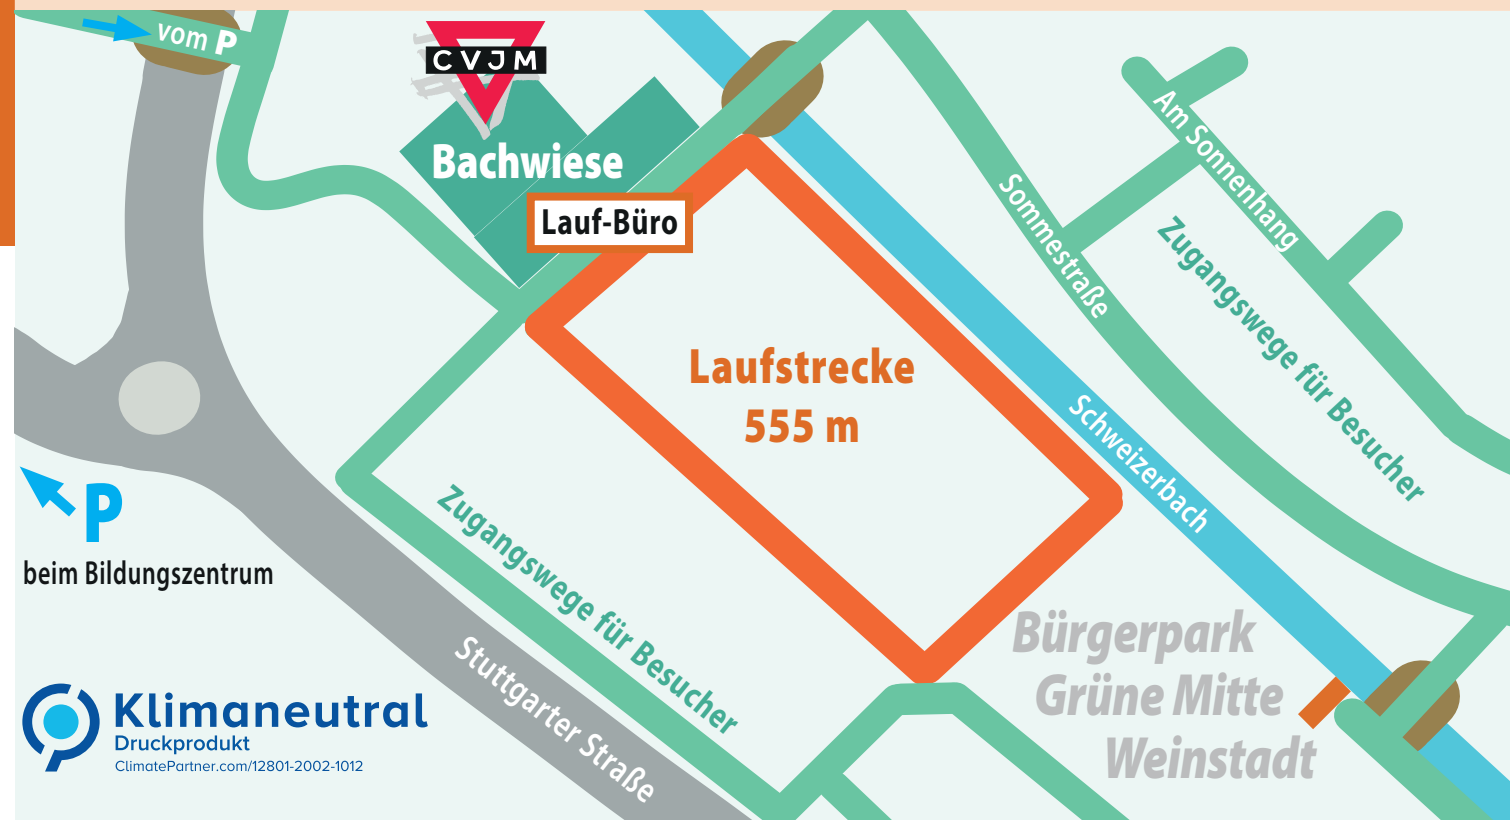 vom P
CVJM
Bachwiese
Lauf-Büro
Am Sonnenhang
Sommestraße
Zugangswege für Besucher
Laufstrecke
555 m
Schweizerbach
P
beim Bildungszentrum
Zugangswege für Besucher
Stuttgarter Straße
Bürgerpark
Grüne Mitte
Weinstadt
Klimaneutral
Druckprodukt
ClimatePartner.com/12801-2002-1012